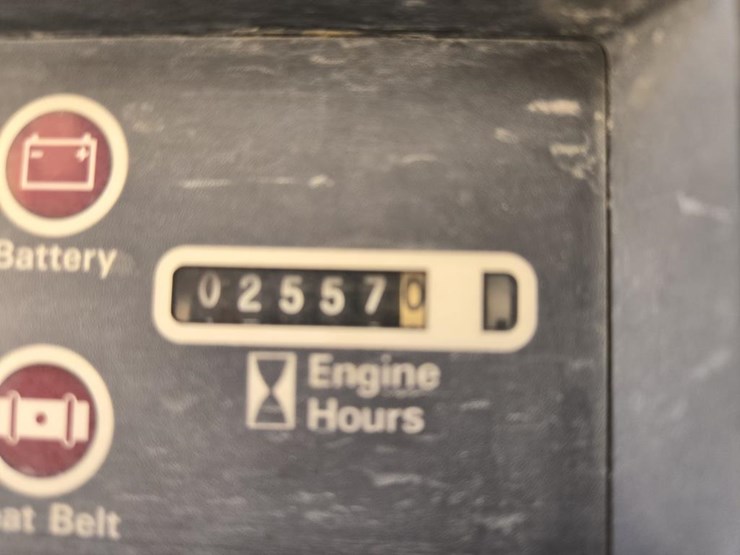 Battery
025570
Engine
Hours
at Belt